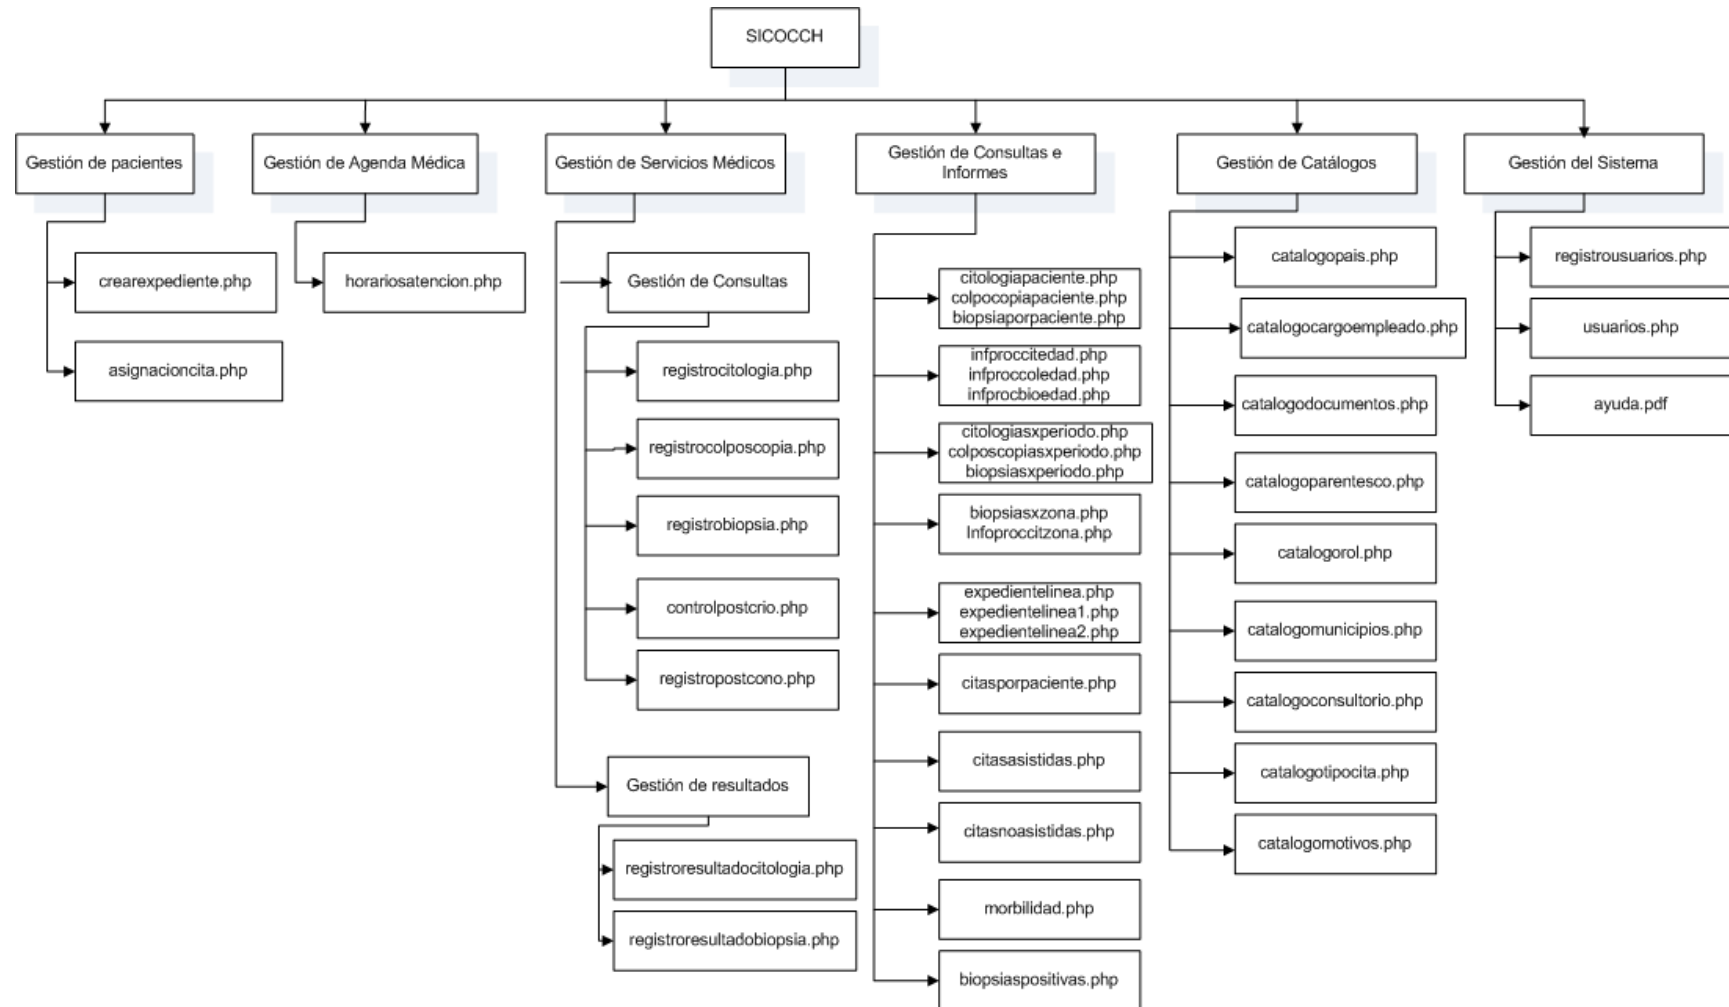 SICOCCH
Gestión de pacientes
Gestión de Agenda Médica
Gestión de Servicios Médicos
Gestión de Consultas e
Informes
Gestión de Catálogos
Gestión del Sistema
crearexpediente.php
asignacioncita.php
horariosatencion.php
Gestión de Consultas
registrocitologia.php
registrocolposcopia.php
registrobiopsia.php
controlpostcrio.php
registropostcono.php
Gestión de resultados
registroresultadocitologia.php
registroresultadobiopsia.php
citologiapaciente.php
colpocopiapaciente.php
biopsiaporpaciente.php
infproccitedad.php
infproccoledad.php
infprocbioedad.php
citologiasxperiodo.php
colposcopiasxperiodo.php
biopsiasxperiodo.php
biopsiasxzona.php
Infoproccitzona.php
expedientelinea.php
expedientelinea1.php
expedientelinea2.php
citasporpaciente.php
citasasistidas.php
citasnoasistidas.php
morbilidad.php
biopsiaspositivas.php
catalogopais.php
catalogocargoempleado.php
catalogodocumentos.php
catalogoparentesco.php
catalogorol.php
catalogomunicipios.php
catalogoconsultorio.php
catalogotipocita.php
catalogomotivos.php
registrousuarios.php
usuarios.php
ayuda.pdf